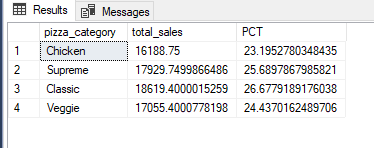 Results Messages
pizza_category total_sales PCT
1 Chicken 16188.75 23.1952780348435
2 Supreme 17929.7499866486 25.6897867985821
3 Classic 18619.4000015259 26.6779189176038
4 Veggie 17055.4000778198 24.4370162489706